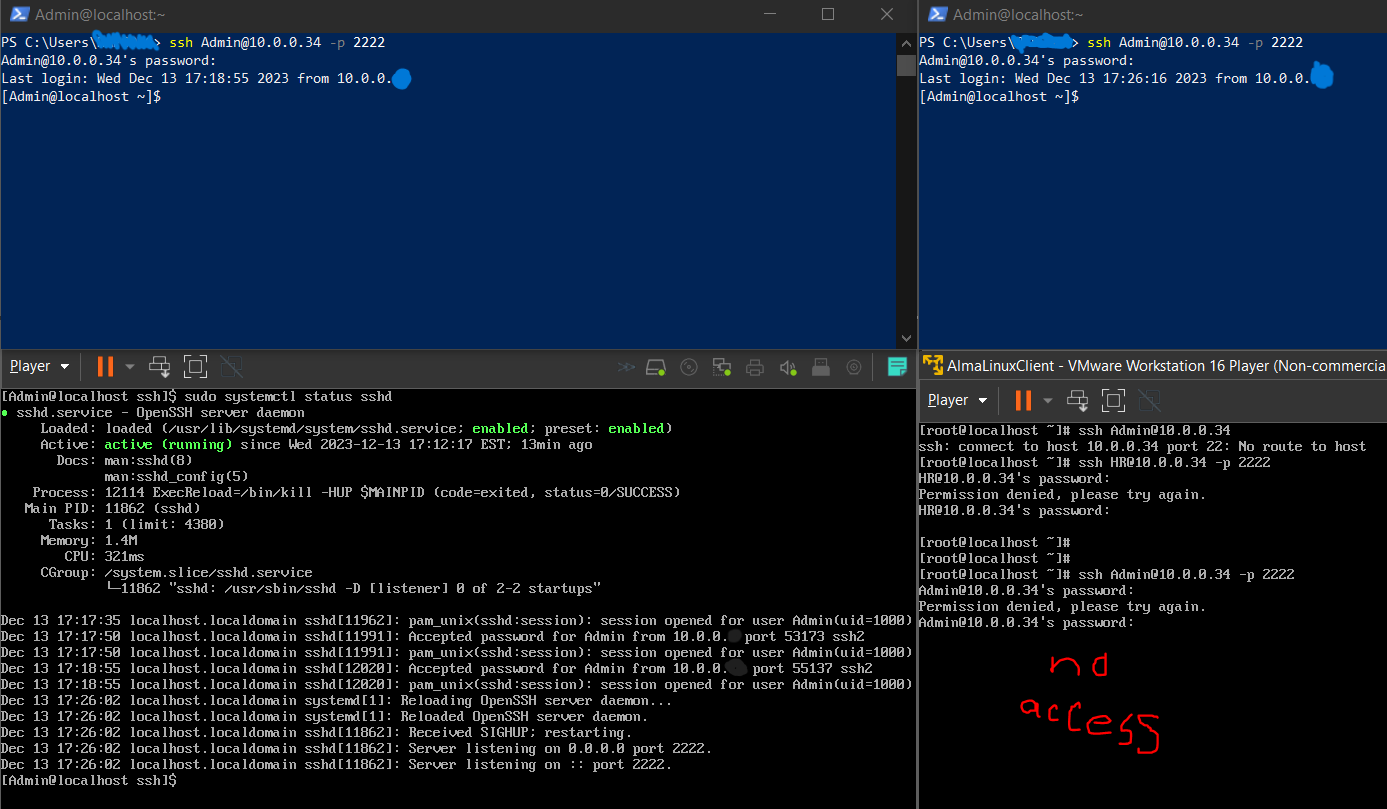 Admin@localhost:~
PS C:\Users\> ssh Admin@10.0.0.34 -p 2222
Admin@10.0.0.34's password:
Last login: Wed Dec 13 17:18:55 2023 from 10.0.0.
[Admin@localhost ~]$
Admin@localhost:~
PS C:\Users\> ssh Admin@10.0.0.34 -p 2222
Admin@10.0.0.34's password:
Last login: Wed Dec 13 17:26:16 2023 from 10.0.0.
[Admin@localhost ~]$
Player
[Admin@localhost ssh]$ sudo systemctl status sshd
● sshd.service - OpenSSH server daemon
Loaded: loaded (/usr/lib/systemd/system/sshd.service; enabled; preset: enabled)
Active: active (running) since Wed 2023-12-13 17:12:17 EST; 13min ago
Docs: man:sshd(8)
man:sshd_config(5)
Process: 12114 ExecReload=/bin/kill -HUP $MAINPID (code=exited, status=0/SUCCESS)
Main PID: 11862 (sshd)
Tasks: 1 (limit: 4380)
Memory: 1.4M
CPU: 321ms
CGroup: /system.slice/sshd.service
└─11862 "sshd: /usr/sbin/sshd -D [listener] 0 of 2-2 startups"
Dec 13 17:17:35 localhost.localdomain sshd[11962]: pam_unix(sshd:session): session opened for user Admin(uid=1000)
Dec 13 17:17:50 localhost.localdomain sshd[11991]: Accepted password for Admin from 10.0.0. port 53173 ssh2
Dec 13 17:17:50 localhost.localdomain sshd[11991]: pam_unix(sshd:session): session opened for user Admin(uid=1000)
Dec 13 17:18:55 localhost.localdomain sshd[12020]: Accepted password for Admin from 10.0.0. port 55137 ssh2
Dec 13 17:18:55 localhost.localdomain sshd[12020]: pam_unix(sshd:session): session opened for user Admin(uid=1000)
Dec 13 17:26:02 localhost.localdomain systemd[1]: Reloading OpenSSH server daemon...
Dec 13 17:26:02 localhost.localdomain systemd[1]: Reloaded OpenSSH server daemon.
Dec 13 17:26:02 localhost.localdomain sshd[11862]: Received SIGHUP; restarting.
Dec 13 17:26:02 localhost.localdomain sshd[11862]: Server listening on 0.0.0.0 port 2222.
Dec 13 17:26:02 localhost.localdomain sshd[11862]: Server listening on :: port 2222.
[Admin@localhost ssh]$
AlmaLinuxClient - VMware Workstation 16 Player (Non-commercia
Player
[root@localhost ~]# ssh Admin@10.0.0.34
ssh: connect to host 10.0.0.34 port 22: No route to host
[root@localhost ~]# ssh HR@10.0.0.34 -p 2222
HR@10.0.0.34's password:
Permission denied, please try again.
HR@10.0.0.34's password:
[root@localhost ~]#
[root@localhost ~]#
[root@localhost ~]# ssh Admin@10.0.0.34 -p 2222
Admin@10.0.0.34's password:
Permission denied, please try again.
Admin@10.0.0.34's password:
no
access